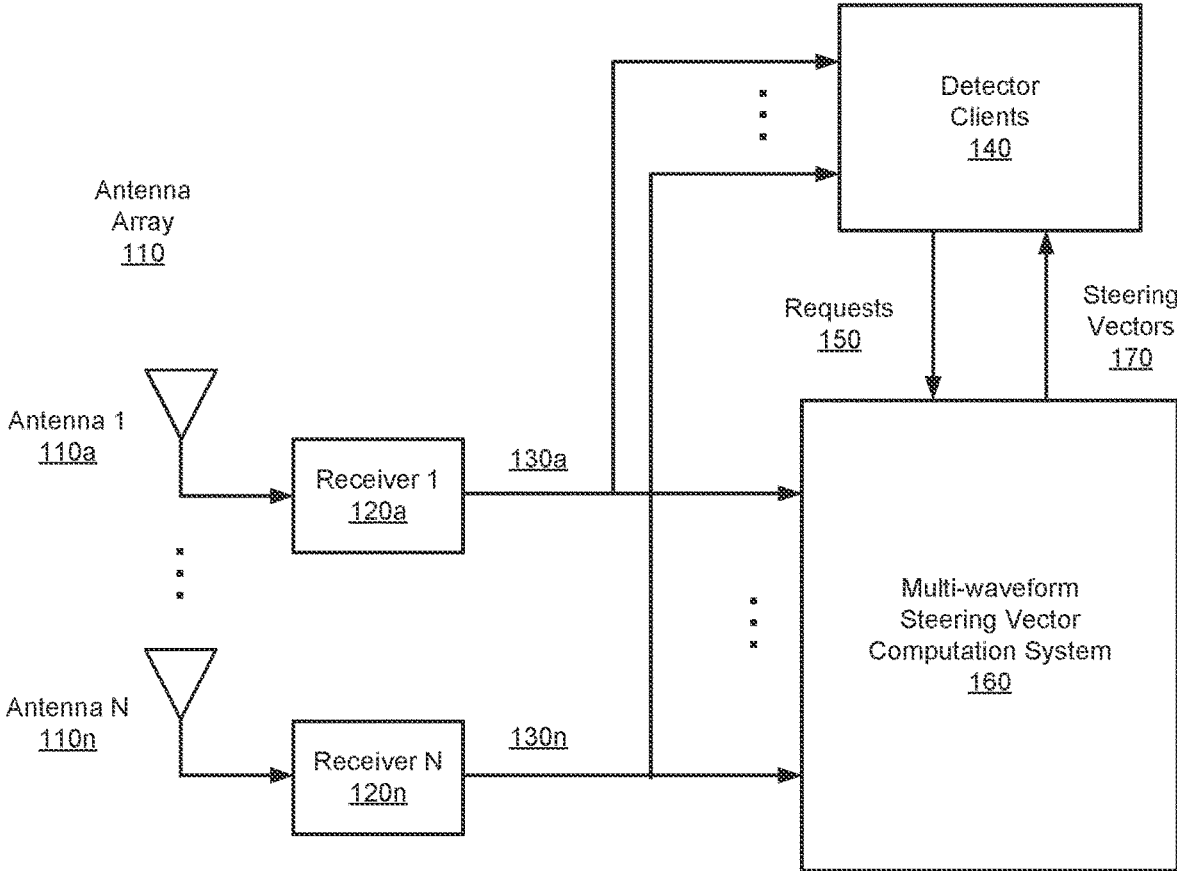 Detector
Clients
140
Antenna
Array
110
Requests
150
Steering
Vectors
170
Antenna 1
110a
Receiver 1
120a
130a
Multi-waveform
Steering Vector
Computation System
160
Antenna N
110n
Receiver N
120n
130n